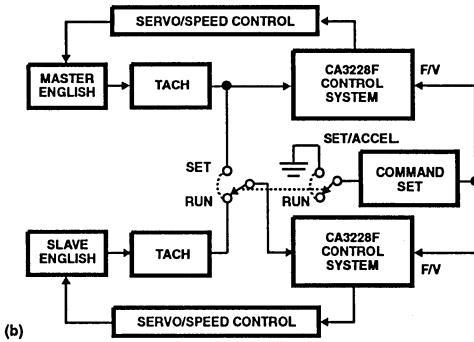 SERVO/SPEED CONTROL
MASTER
ENGLISH
TACH
CA3228F
CONTROL
SYSTEM
F/V
SET/ACCEL.
SET
RUN
RUN
COMMAND
SET
SLAVE
ENGLISH
TACH
CA3228F
CONTROL
SYSTEM
F/V
SERVO/SPEED CONTROL
(b)